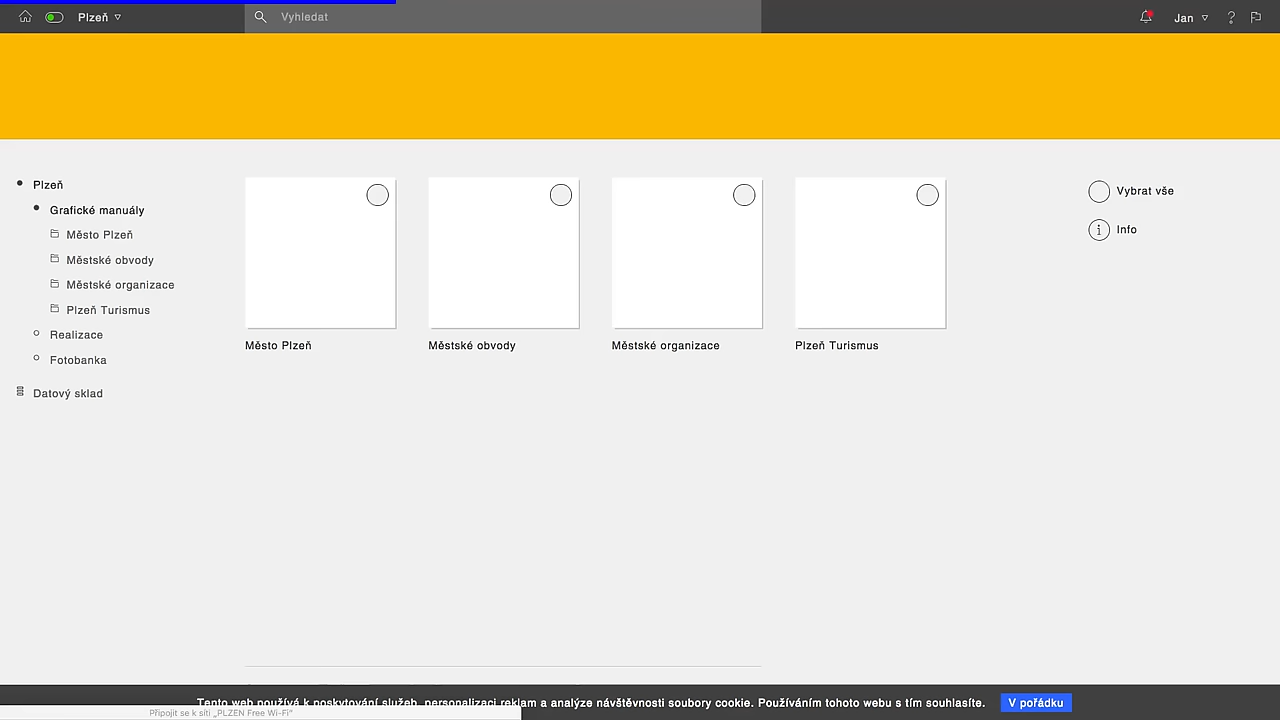 Plzeň
Vyhledat
Jan
?
Plzeň
Grafické manuály
Město Plzeň
Městské obvody
Městské organizace
Plzeň Turismus
Realizace
Fotobanka
Datový sklad
Město Plzeň
Městské obvody
Městské organizace
Plzeň Turismus
Vybrat vše
i Info
Tento web používá k poskytování služeb, personalizaci reklam a analýze návštěvnosti soubory cookie. Používáním tohoto webu s tím souhlasíte.
V pořádku
Připojit se k síti „PLZEN Free Wi-Fi“